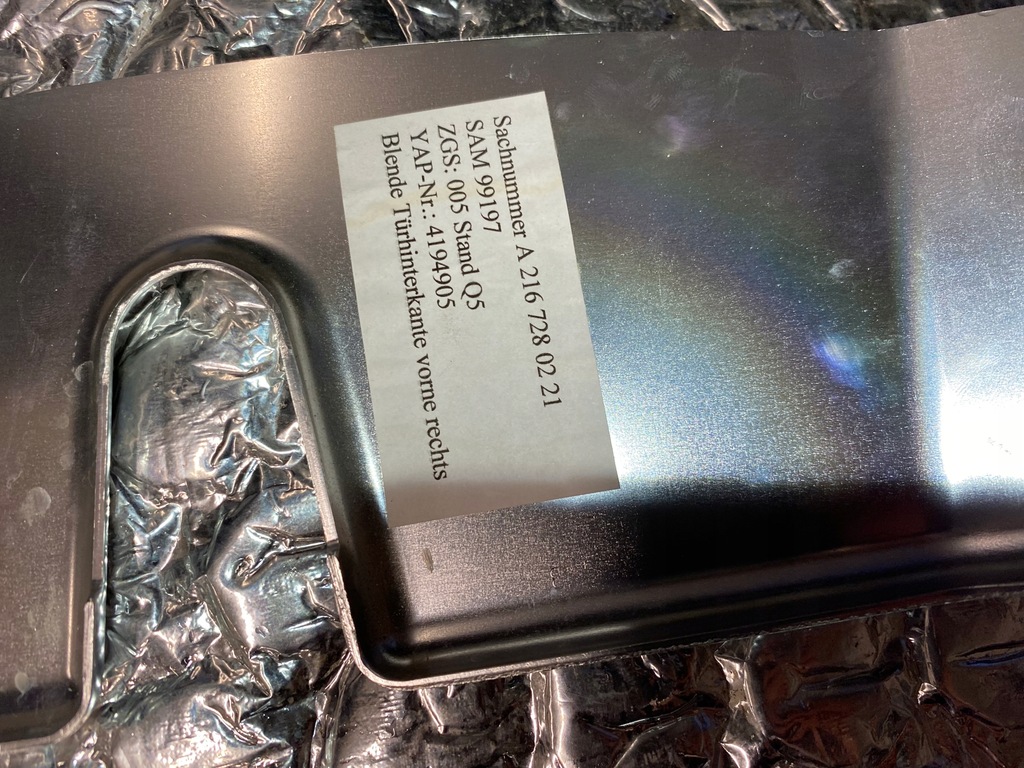 Sachnummer A 216 728 02 21
SAM 99197
ZGS: 005 Stand Q5
YAP-Nr.: 4194905
Blende Türhinterkante vorne rechts